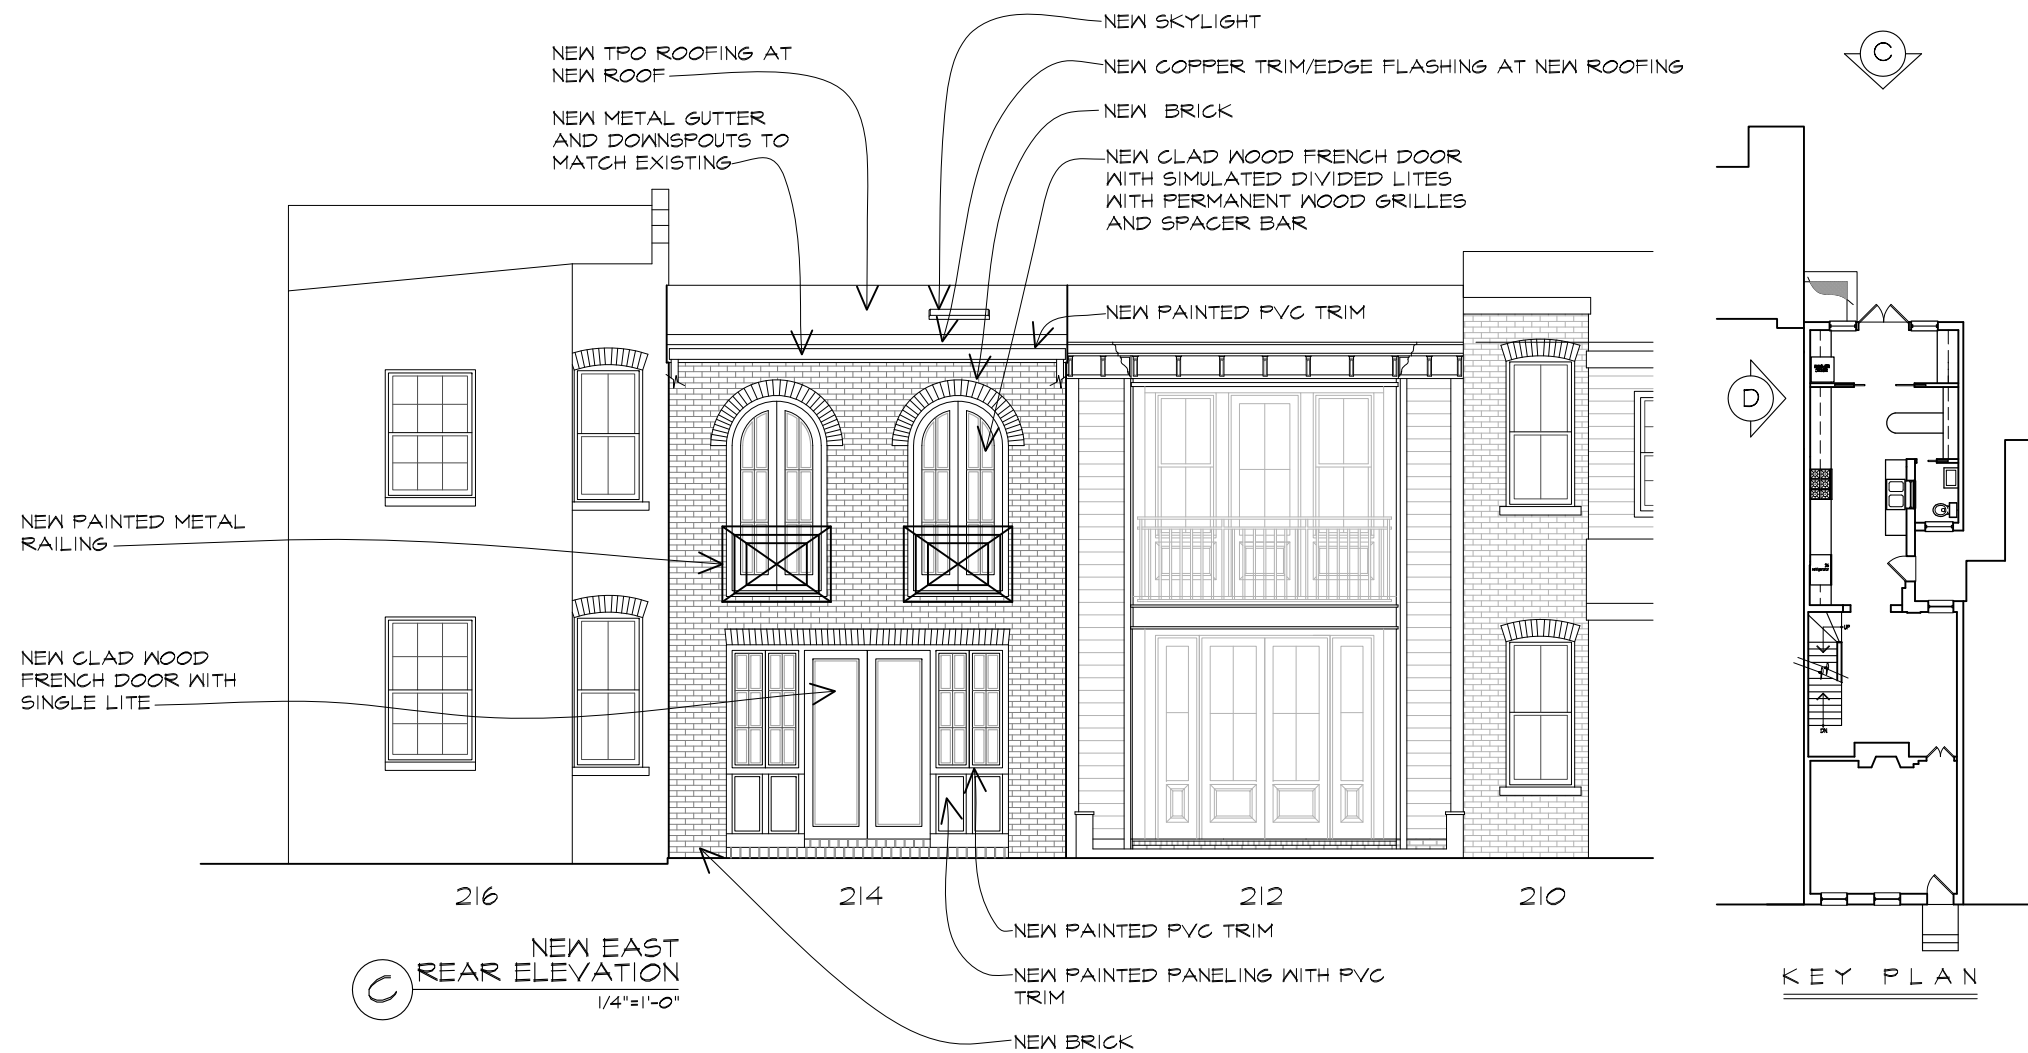 NEW SKYLIGHT
NEW TPO ROOFING AT
NEW ROOF
NEW COPPER TRIM/EDGE FLASHING AT NEW ROOFING
NEW METAL GUTTER
AND DOWNSPOUTS TO
MATCH EXISTING
NEW BRICK
NEW CLAD WOOD FRENCH DOOR
WITH SIMULATED DIVIDED LITES
WITH PERMANENT WOOD GRILLES
AND SPACER BAR
NEW PAINTED PVC TRIM
NEW PAINTED METAL
RAILING
NEW CLAD WOOD
FRENCH DOOR WITH
SINGLE LITE
216
214
212
210
NEW PAINTED PVC TRIM
NEW PAINTED PANELING WITH PVC
TRIM
NEW BRICK
C
NEW EAST
REAR ELEVATION
1/4"=1'-0"
C
D
UP
DN
KEY PLAN